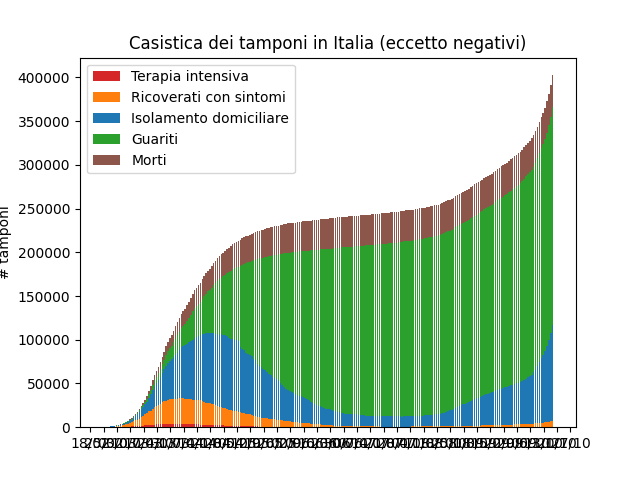 Casistica dei tamponi in Italia (eccetto negativi)
Terapia intensiva
Ricoverati con sintomi
Isolamento domiciliare
Guariti
Morti
400000
350000
300000
250000
200000
150000
100000
50000
0
# tamponi